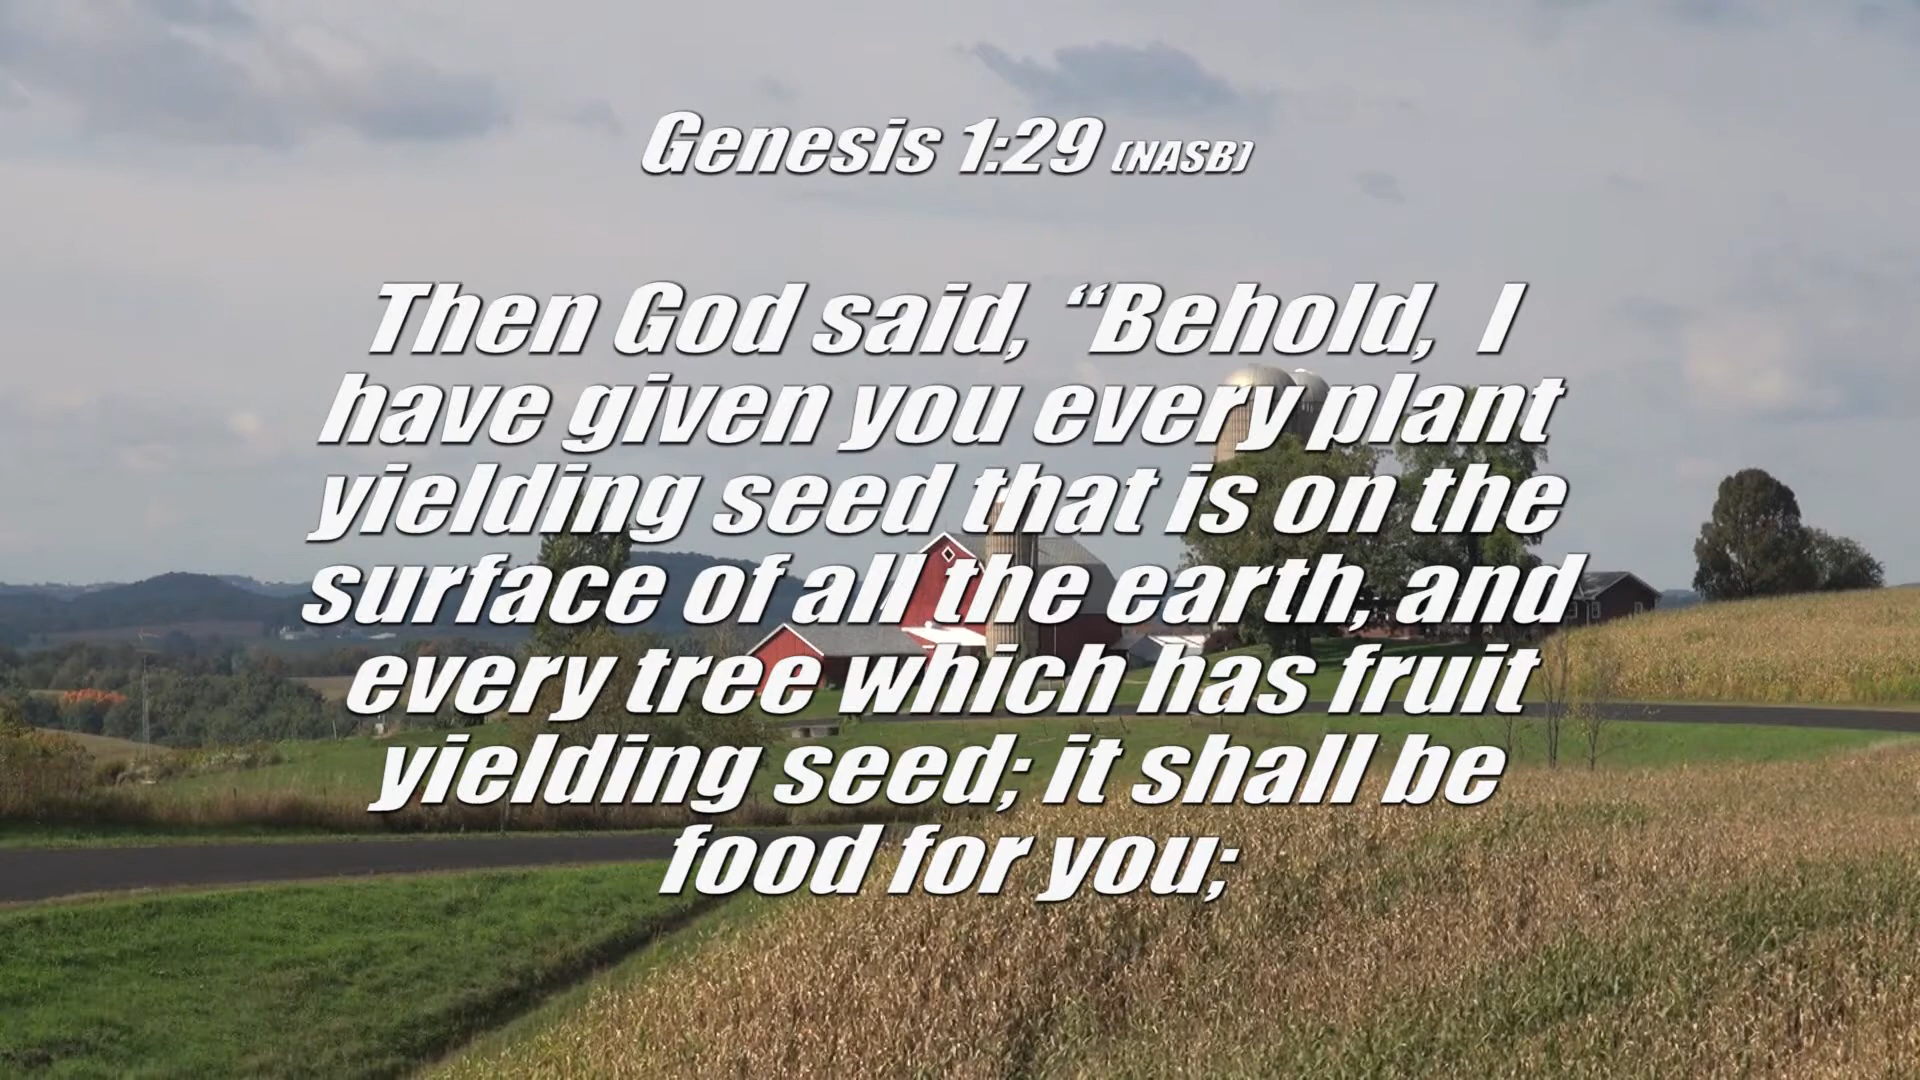 Genesis 1:29 (NASB)
Then God said, “Behold,  I
have given you every plant
yielding seed that is on the
surface of all the earth, and
every tree which has fruit
yielding seed; it shall be
food for you;